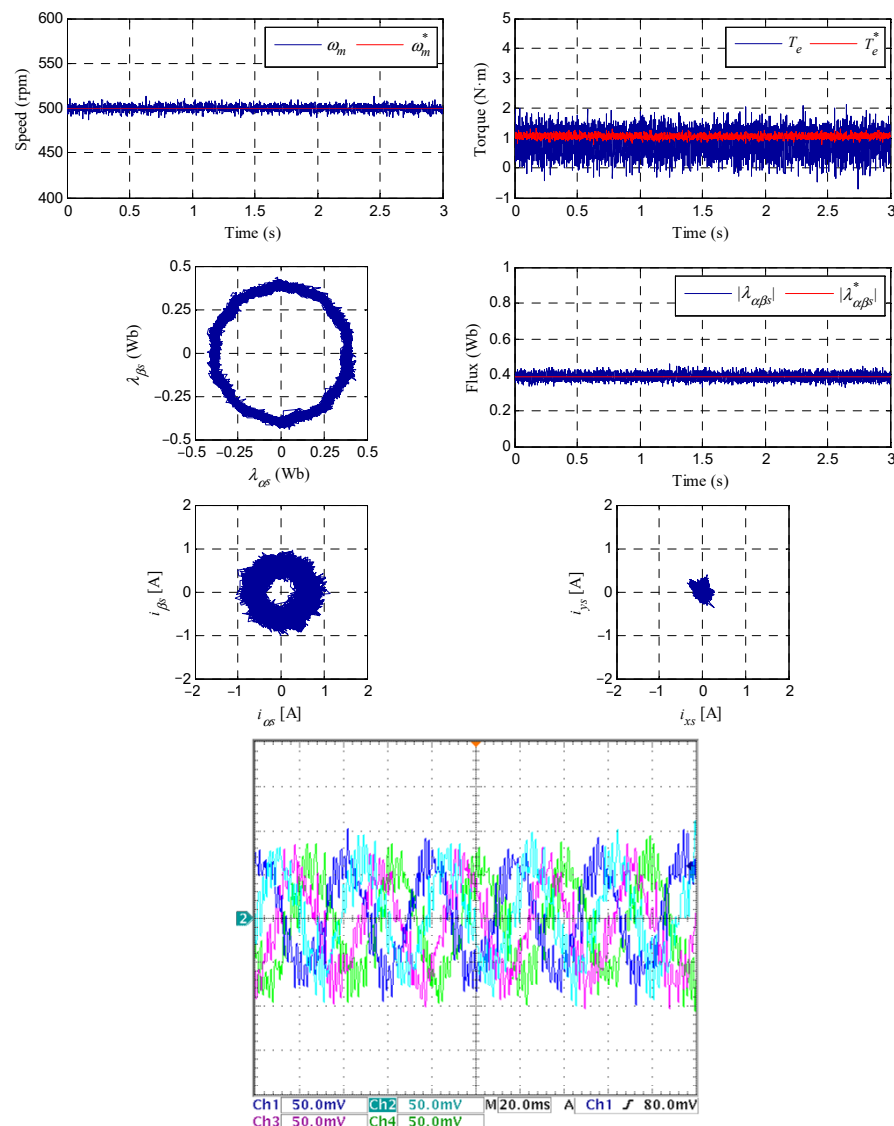 600
550
500
450
400
Speed (rpm)
ω_m ω_m^*
0 0.5 1 1.5 2 2.5 3
Time (s)
5
4
3
2
1
0
−1
Torque (N·m)
T_e T_e^*
0 0.5 1 1.5 2 2.5 3
Time (s)
0.5
0.25
0
−0.25
−0.5
λ_βs (Wb)
−0.5 −0.25 0 0.25 0.5
λ_αs (Wb)
1
0.8
0.6
0.4
0.2
0
Flux (Wb)
|λ_αβs| |λ_αβs^*|
0 0.5 1 1.5 2 2.5 3
Time (s)
2
1
0
−1
−2
i_βs [A]
−2 −1 0 1 2
i_αs [A]
2
1
0
−1
−2
i_ys [A]
−2 −1 0 1 2
i_xs [A]
2
Ch1 50.0mV Ch2 50.0mV M 20.0ms A Ch1 ∫ 80.0mV
Ch3 50.0mV Ch4 50.0mV